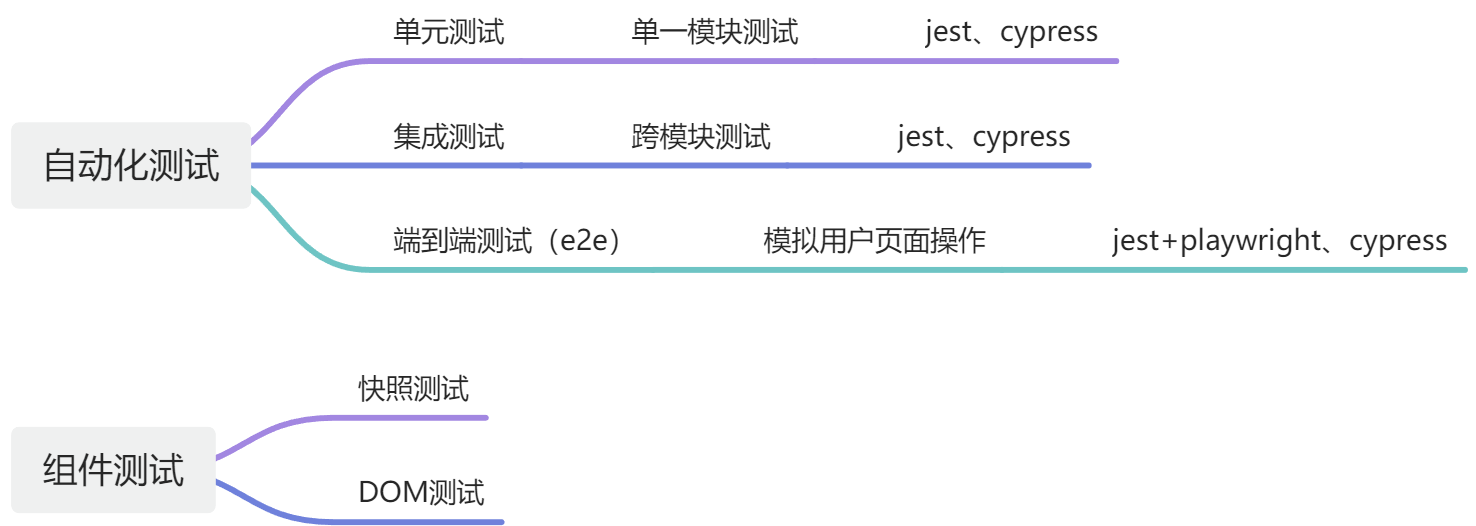 单元测试 单一模块测试 jest、cypress
集成测试 跨模块测试 jest、cypress
自动化测试
端到端测试（e2e） 模拟用户页面操作 jest+playwright、cypress
快照测试
组件测试
DOM测试